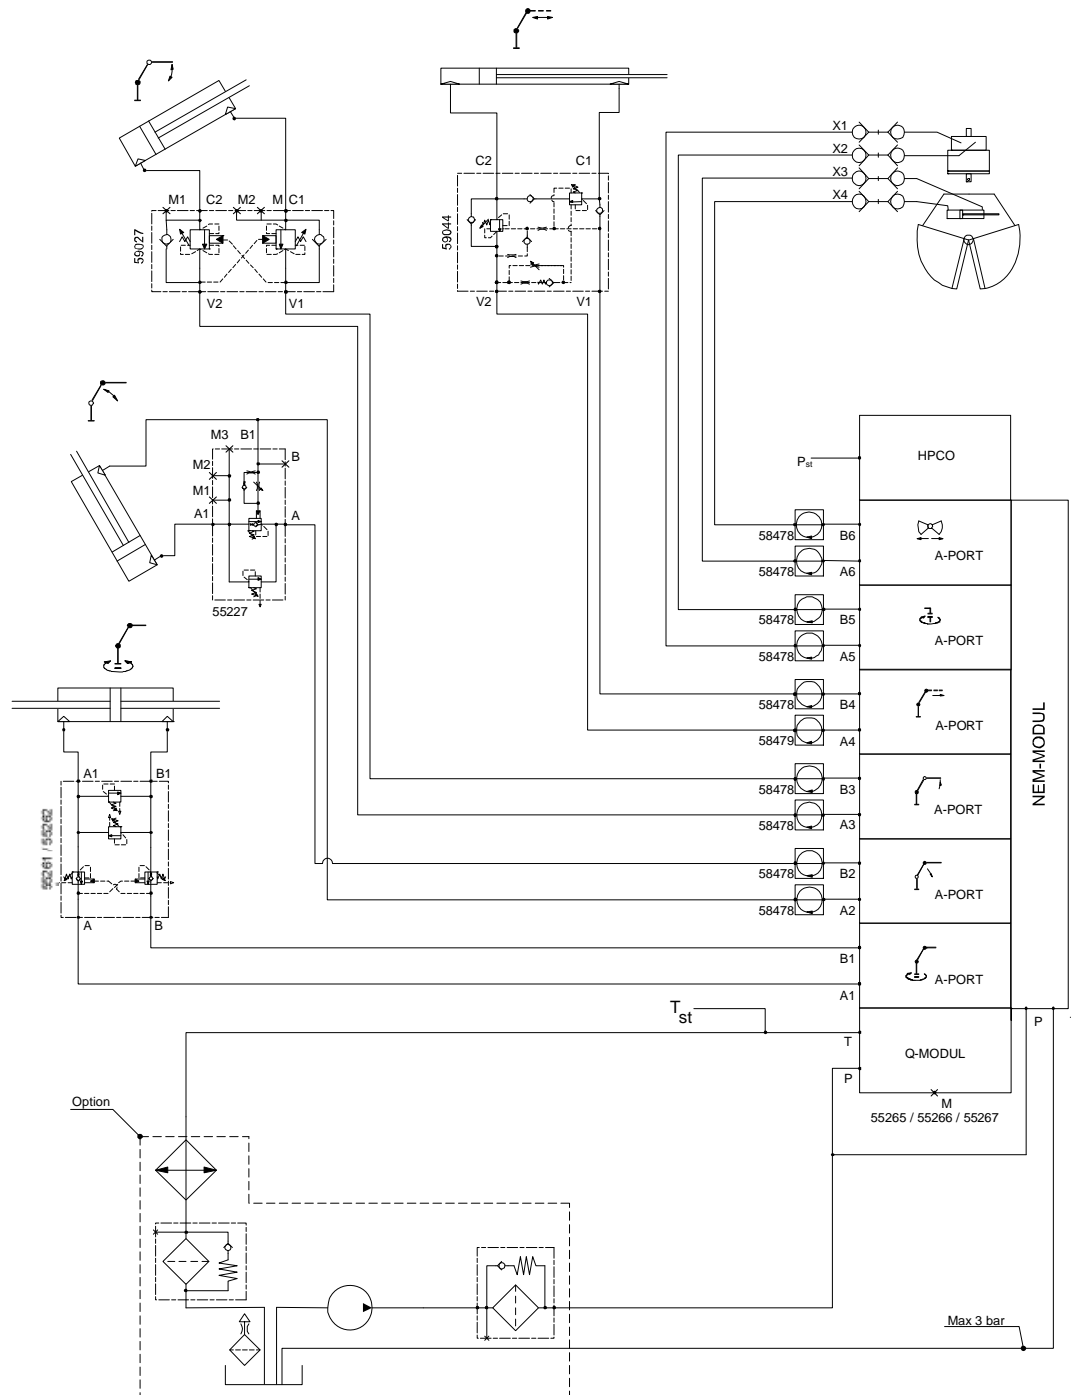 X1
X2
X3
X4
C2
C1
59044
V2
V1
M1
C2
M2
M
C1
59027
V2
V1
M3
B1
B
M2
M1
A1
A
55227
P st
HPCO
58478
B6
A-PORT
58478
A6
58478
B5
A-PORT
58478
A5
58478
B4
A-PORT
58479
A4
58478
B3
A-PORT
58478
A3
58478
B2
A-PORT
58478
A2
B1
A-PORT
A1
NEM-MODUL
A1
B1
55261 / 55262
A
B
T st
T
P
Q-MODUL
P
M
55265 / 55266 / 55267
Option
Max 3 bar